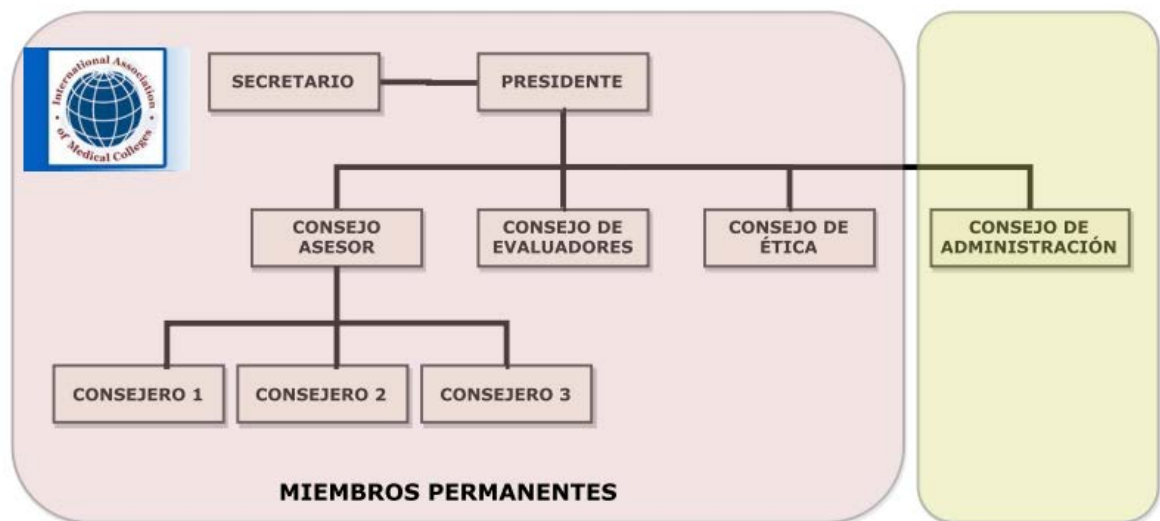 International Association
of Medical Colleges
SECRETARIO
PRESIDENTE
CONSEJO
ASESOR
CONSEJO DE
EVALUADORES
CONSEJO DE
ÉTICA
CONSEJO DE
ADMINISTRACIÓN
CONSEJERO 1
CONSEJERO 2
CONSEJERO 3
MIEMBROS PERMANENTES